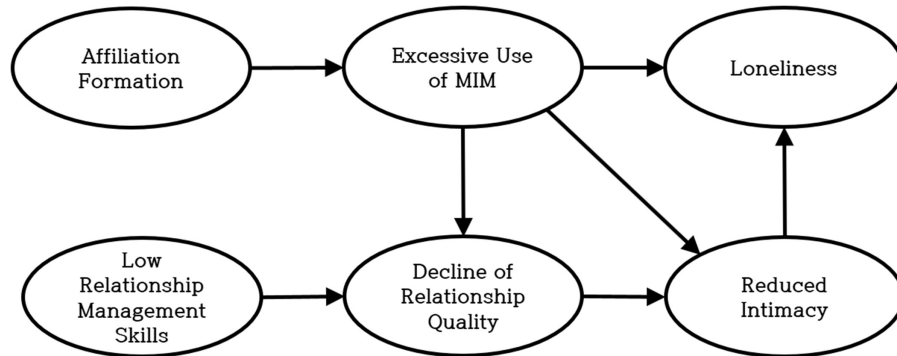 Affiliation
Formation
Excessive Use
of MIM
Loneliness
Low
Relationship
Management
Skills
Decline of
Relationship
Quality
Reduced
Intimacy